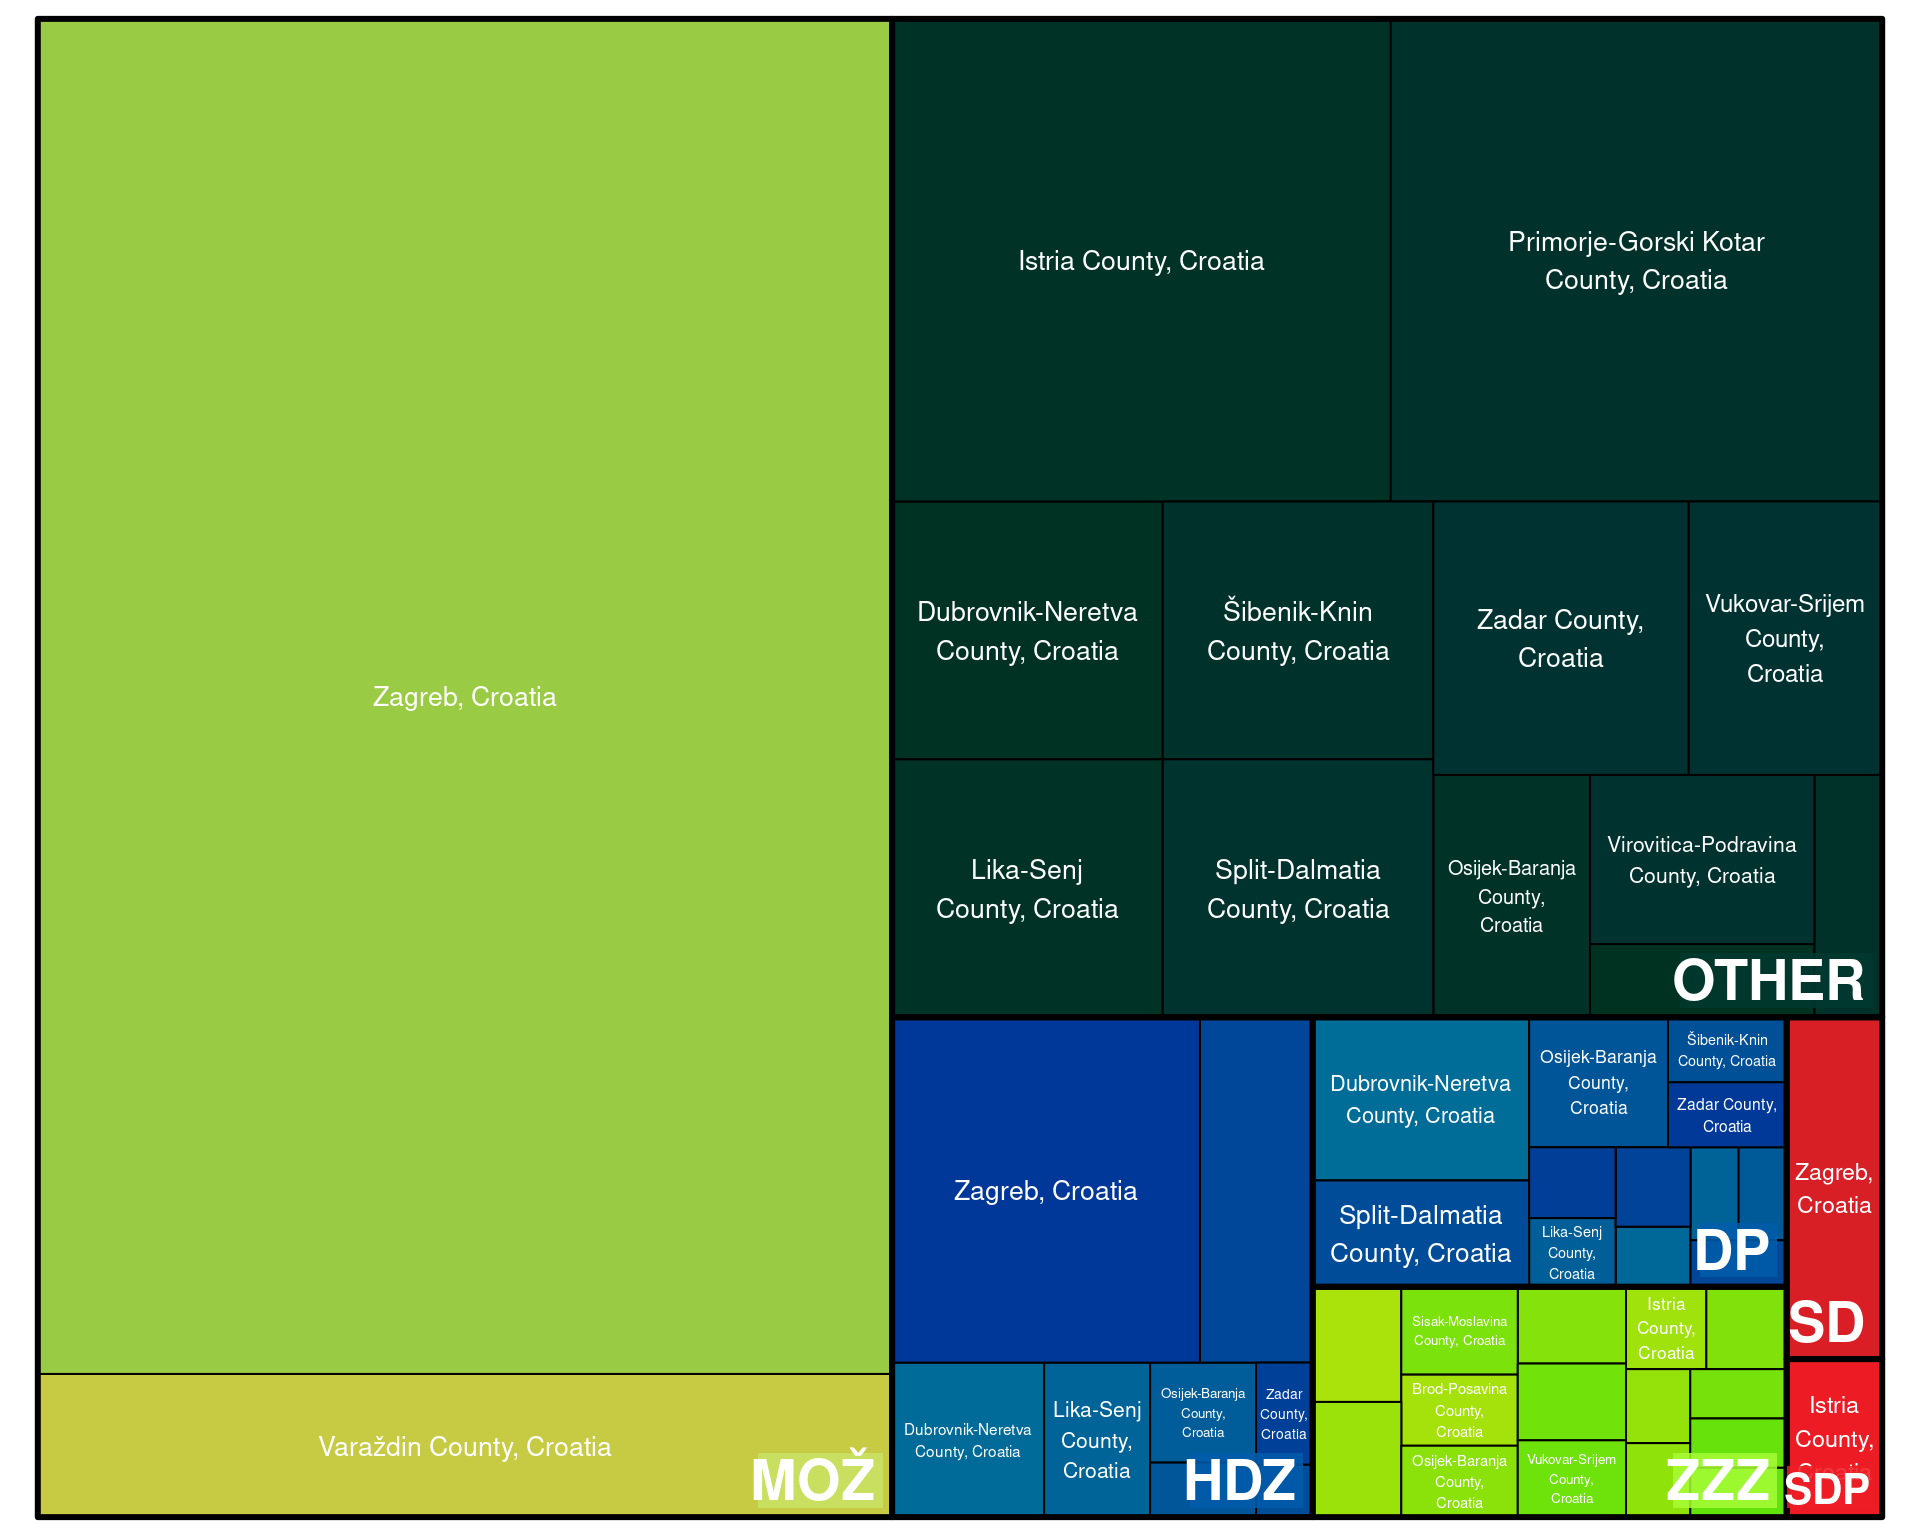 Zagreb, Croatia
Varaždin County, Croatia
MOŽ
Istria County, Croatia
Primorje-Gorski Kotar
County, Croatia
Dubrovnik-Neretva
County, Croatia
Šibenik-Knin
County, Croatia
Zadar County,
Croatia
Vukovar-Srijem
County,
Croatia
Lika-Senj
County, Croatia
Split-Dalmatia
County, Croatia
Osijek-Baranja
County,
Croatia
Virovitica-Podravina
County, Croatia
OTHER
Zagreb, Croatia
Dubrovnik-Neretva
County, Croatia
Lika-Senj
County,
Croatia
Osijek-Baranja
County,
Croatia
Zadar
County,
Croatia
HDZ
Dubrovnik-Neretva
County, Croatia
Split-Dalmatia
County, Croatia
Osijek-Baranja
County,
Croatia
Šibenik-Knin
County, Croatia
Zadar County,
Croatia
Lika-Senj
County,
Croatia
DP
Sisak-Moslavina
County, Croatia
Brod-Posavina
County,
Croatia
Osijek-Baranja
County,
Croatia
Vukovar-Srijem
County,
Croatia
Istria
County,
Croatia
ZZZ
Zagreb,
Croatia
SD
Istria
County,
Croatia
SDP